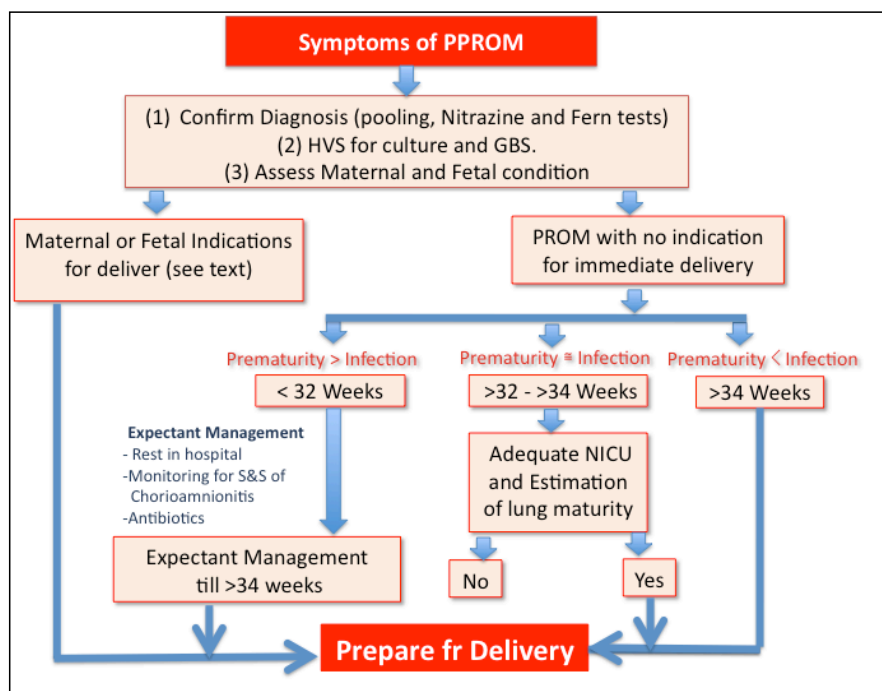 Symptoms of PPROM
(1) Confirm Diagnosis (pooling, Nitrazine and Fern tests)
(2) HVS for culture and GBS.
(3) Assess Maternal and Fetal condition
Maternal or Fetal Indications
for deliver (see text)
PROM with no indication
for immediate delivery
Prematurity > Infection
Prematurity ≅ Infection
Prematurity < Infection
< 32 Weeks
>32 - >34 Weeks
>34 Weeks
Expectant Management
- Rest in hospital
-Monitoring for S&S of
Chorioamnionitis
-Antibiotics
Adequate NICU
and Estimation
of lung maturity
Expectant Management
till >34 weeks
No
Yes
Prepare fr Delivery